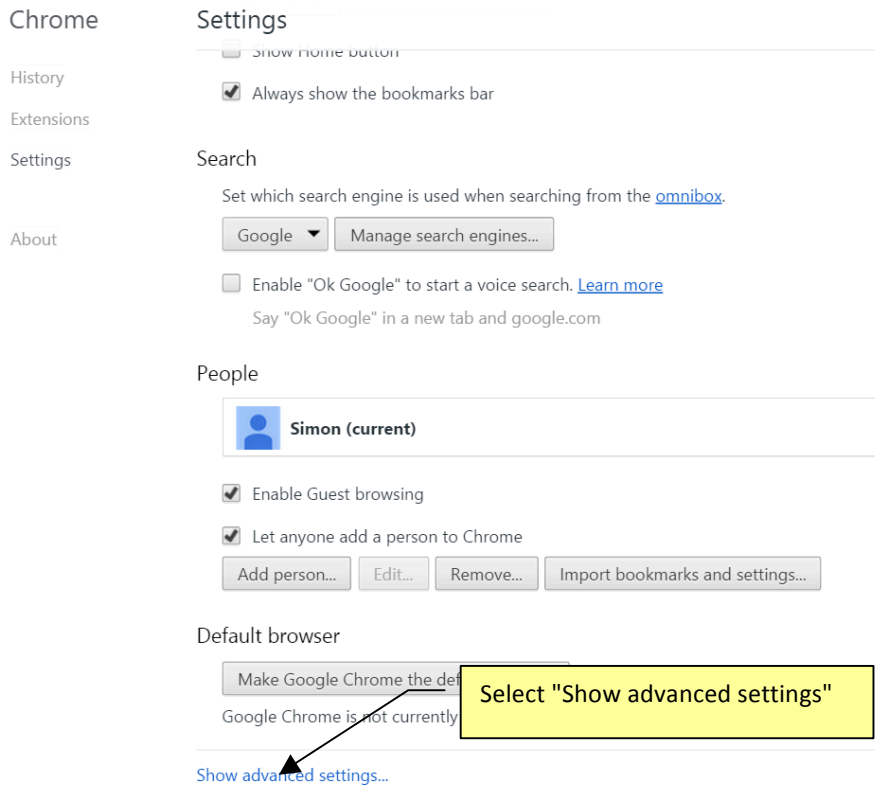 Chrome
Settings
Show Home button
History
Always show the bookmarks bar
Extensions
Settings
Search
Set which search engine is used when searching from the omnibox.
About
Google
Manage search engines...
Enable "Ok Google" to start a voice search. Learn more
Say "Ok Google" in a new tab and google.com
People
Simon (current)
Enable Guest browsing
Let anyone add a person to Chrome
Add person...
Edit...
Remove...
Import bookmarks and settings...
Default browser
Make Google Chrome the def
Select "Show advanced settings"
Google Chrome is not currently
Show advanced settings...